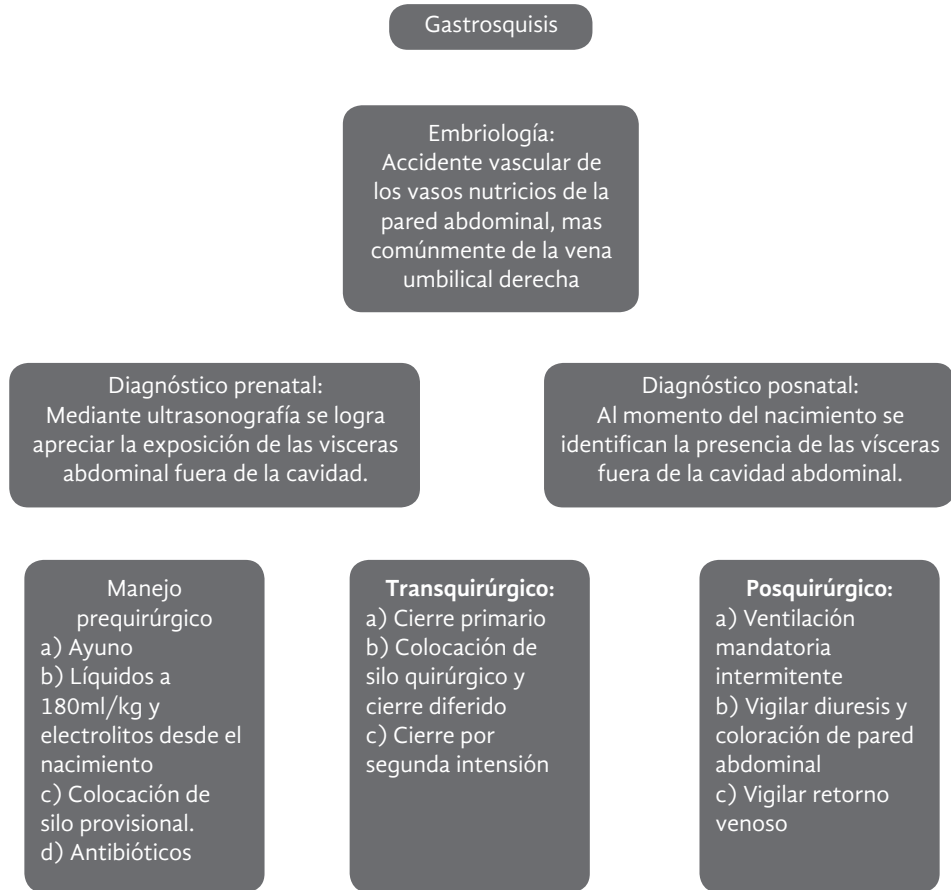 Gastrosquisis
Embriología:
Accidente vascular de
los vasos nutricios de la
pared abdominal, mas
comúnmente de la vena
umbilical derecha
Diagnóstico prenatal:
Mediante ultrasonografía se logra
apreciar la exposición de las visceras
abdominal fuera de la cavidad.
Diagnóstico posnatal:
Al momento del nacimiento se
identifican la presencia de las vísceras
fuera de la cavidad abdominal.
Manejo
prequirúrgico
a) Ayuno
b) Líquidos a
180ml/kg y
electrolitos desde el
nacimiento
c) Colocación de
silo provisional.
d) Antibióticos
Transquirúrgico:
a) Cierre primario
b) Colocación de
silo quirúrgico y
cierre diferido
c) Cierre por
segunda intensión
Posquirúrgico:
a) Ventilación
mandatoria
intermitente
b) Vigilar diuresis y
coloración de pared
abdominal
c) Vigilar retorno
venoso